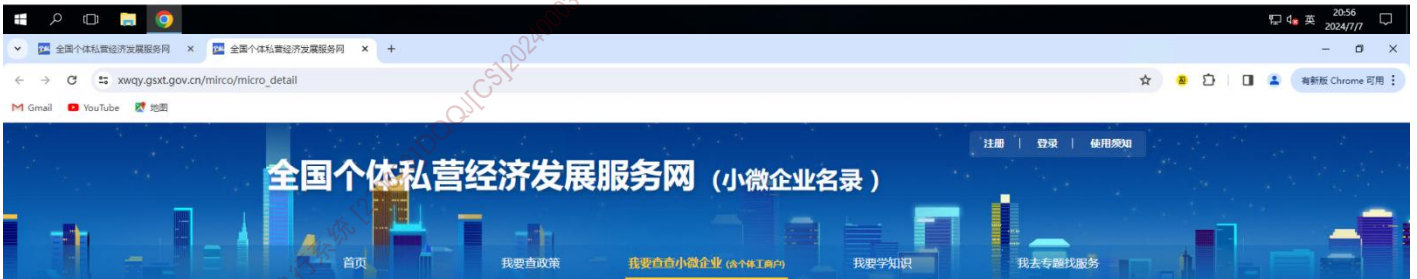 英
20:56
2024/7/7
全国个体私营经济发展服务网 × 全国个体私营经济发展服务网 × +
xwqy.gsxt.gov.cn/mirco/micro_detail
有新版 Chrome 可用
Gmail YouTube 地图
注册 | 登录 | 使用须知
全国个体私营经济发展服务网 (小微企业名录)
首页 我要查政策 我要查查小微企业 (含个体工商户) 我要学知识 我去专题找服务